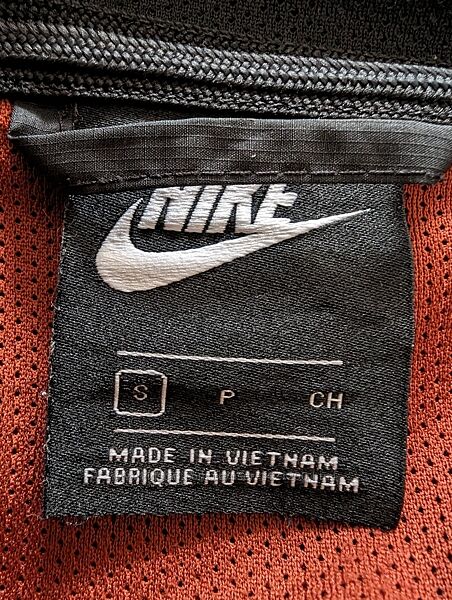 NIKE
S P CH
MADE IN VIETNAM
FABRIQUE AU VIETNAM